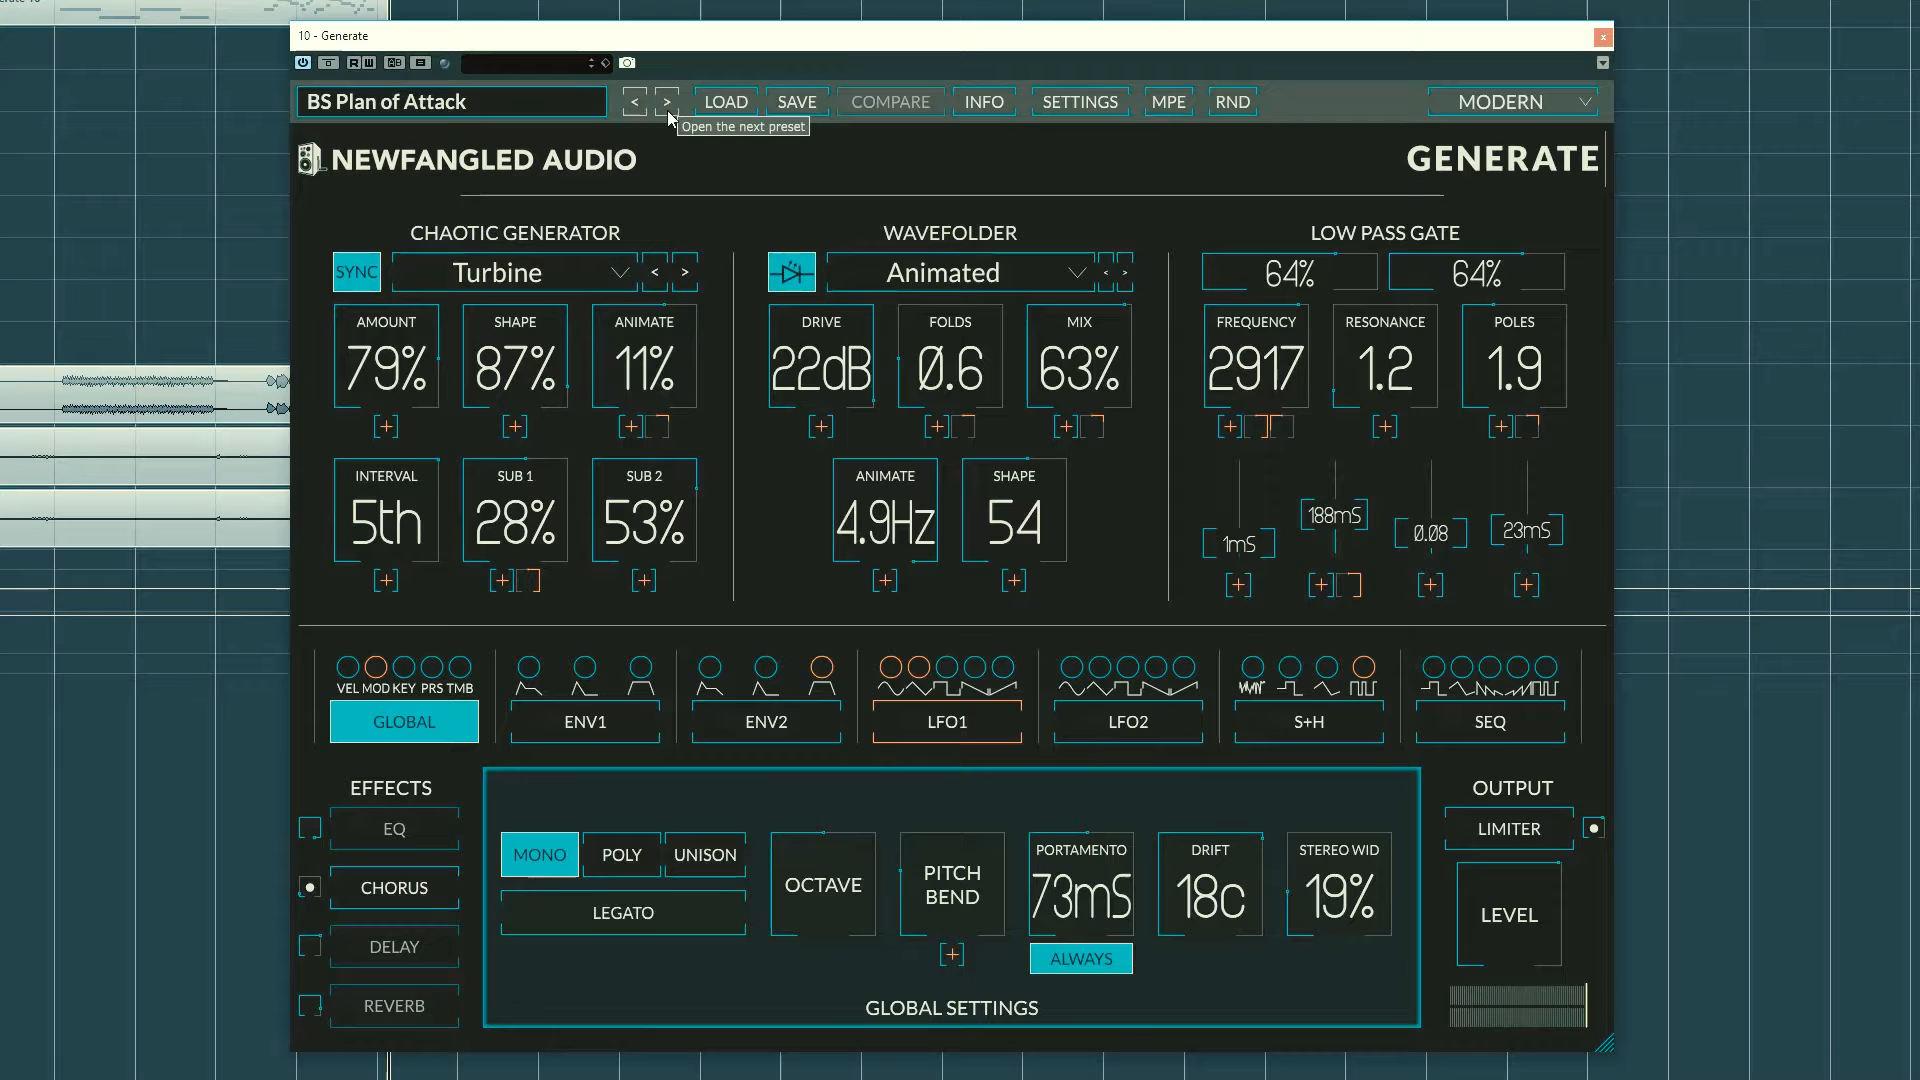 10 - Generate
BS Plan of Attack
< > LOAD SAVE COMPARE INFO SETTINGS MPE RND MODERN
Open the next preset
NEWFANGLED AUDIO
GENERATE
CHAOTIC GENERATOR
SYNC Turbine < >
AMOUNT SHAPE ANIMATE
79% 87% 11%
INTERVAL SUB 1 SUB 2
5th 28% 53%
WAVEFOLDER
Animated < >
DRIVE FOLDS MIX
22dB 0.6 63%
ANIMATE SHAPE
4.9Hz 54
LOW PASS GATE
64% 64%
FREQUENCY RESONANCE POLES
2917 1.2 1.9
1mS 188mS 0.08 23mS
VEL MOD KEY PRS TMB
GLOBAL ENV1 ENV2 LFO1 LFO2 S+H SEQ
EFFECTS
EQ
CHORUS
DELAY
REVERB
MONO POLY UNISON
LEGATO
OCTAVE
PITCH
BEND
PORTAMENTO
73mS
ALWAYS
DRIFT
18c
STEREO WID
19%
GLOBAL SETTINGS
OUTPUT
LIMITER
LEVEL